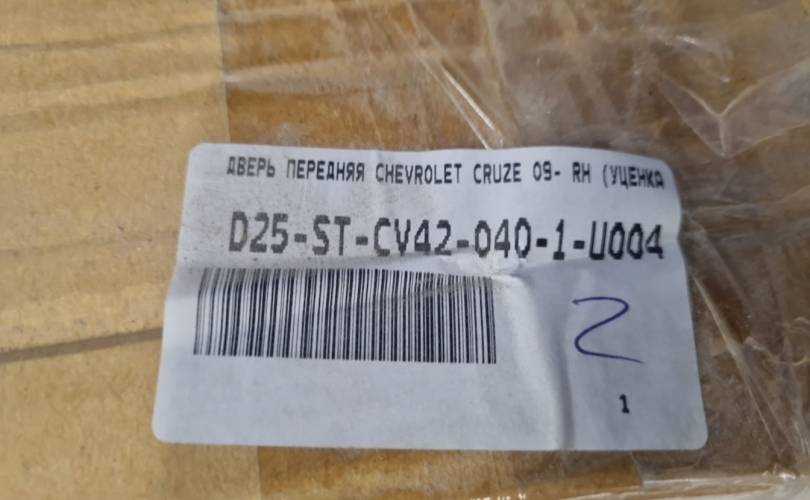 ДВЕРЬ ПЕРЕДНЯЯ CHEVROLET CRUZE 09- RH (УЦЕНКА
D25-ST-CV42-040-1-U004
2
1